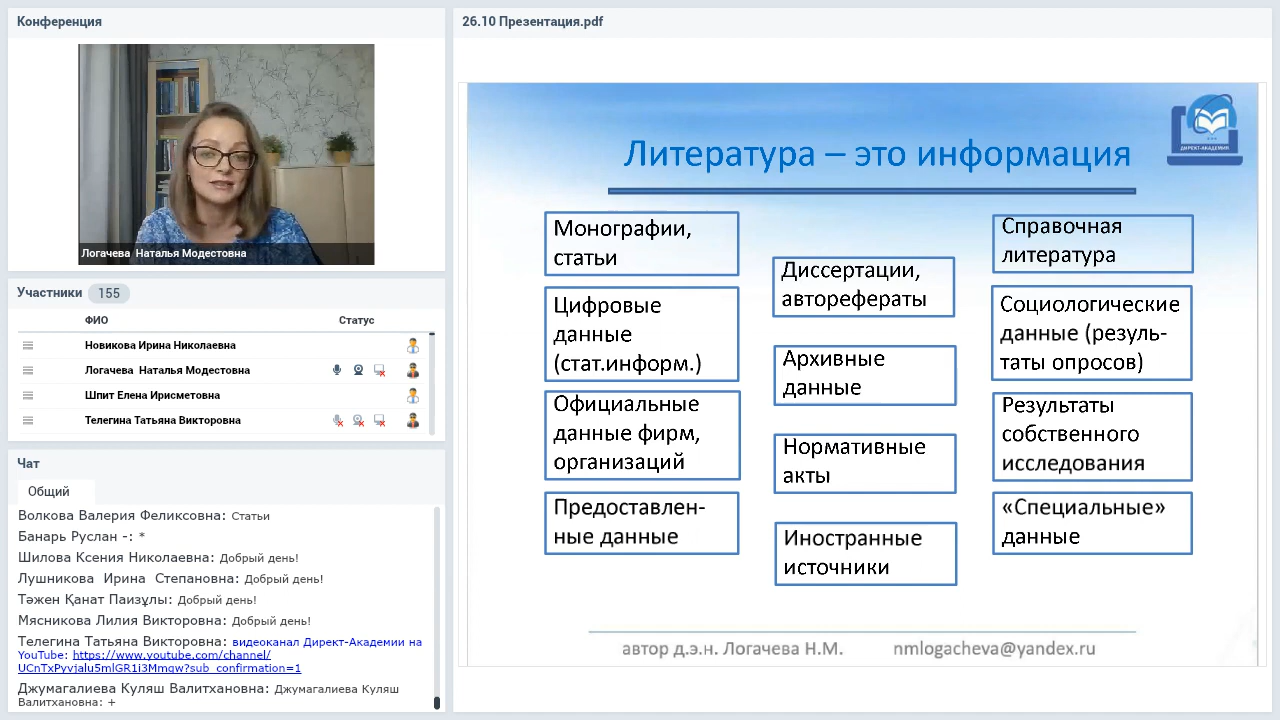 Конференция
Логачева Наталья Модестовна
Участники 155
ФИО Статус
Новикова Ирина Николаевна
Логачева Наталья Модестовна
Шпит Елена Ирисметовна
Телегина Татьяна Викторовна
Чат
Общий
Волкова Валерия Феликсовна: Статьи
Банарь Руслан -: *
Шилова Ксения Николаевна: Добрый день!
Лушникова Ирина Степановна: Добрый день!
Тәжен Қанат Паизұлы: Добрый день!
Мясникова Лилия Викторовна: Добрый день!
Телегина Татьяна Викторовна: видеоканал Директ-Академии на
YouTube: https://www.youtube.com/channel/
UCnTxPyvjalu5mlGR1i3Mmqw?sub_confirmation=1
Джумагалиева Куляш Валитхановна: Джумагалиева Куляш
Валитхановна: +
26.10 Презентация.pdf
ДИРЕКТ-АКАДЕМИЯ
Литература – это информация
Монографии,
статьи
Цифровые
данные
(стат.информ.)
Официальные
данные фирм,
организаций
Предоставлен-
ные данные
Диссертации,
авторефераты
Архивные
данные
Нормативные
акты
Иностранные
источники
Справочная
литература
Социологические
данные (резуль-
таты опросов)
Результаты
собственного
исследования
«Специальные»
данные
автор д.э.н. Логачева Н.М. nmlogacheva@yandex.ru